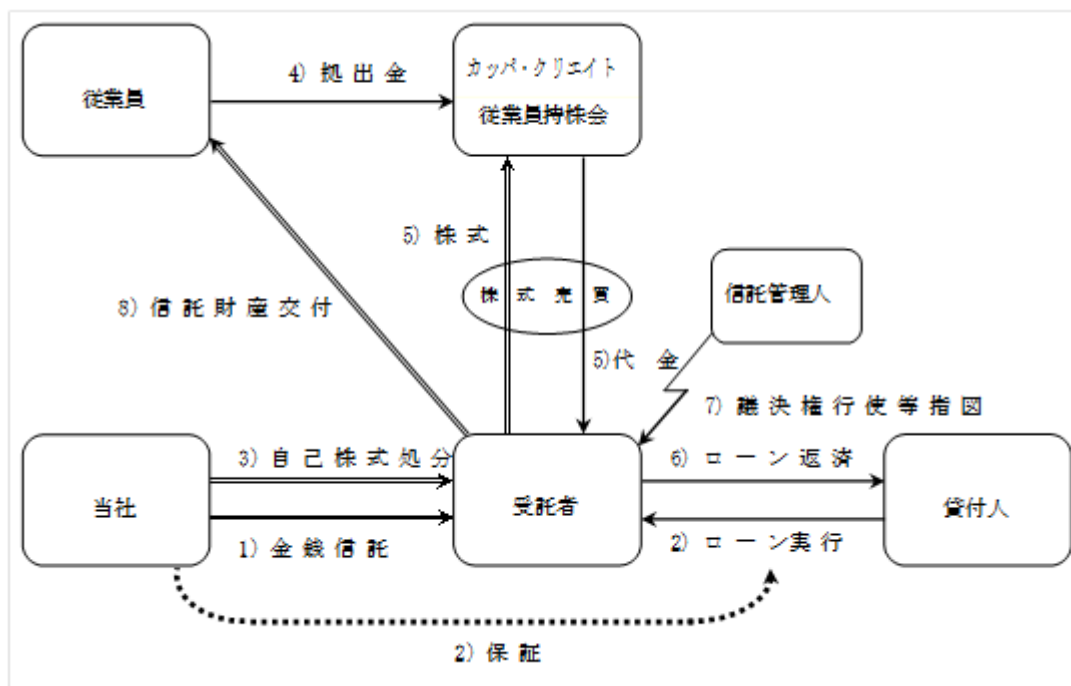 従業員
4) 拠出金
カッパ・クリエイト
従業員持株会
5) 株式
株式売買
信託管理人
8) 信託財産交付
5)代金
7) 議決権行使等指図
3) 自己株式処分
6) ローン返済
当社
受託者
貸付人
1) 金銭信託
2) ローン実行
2) 保証